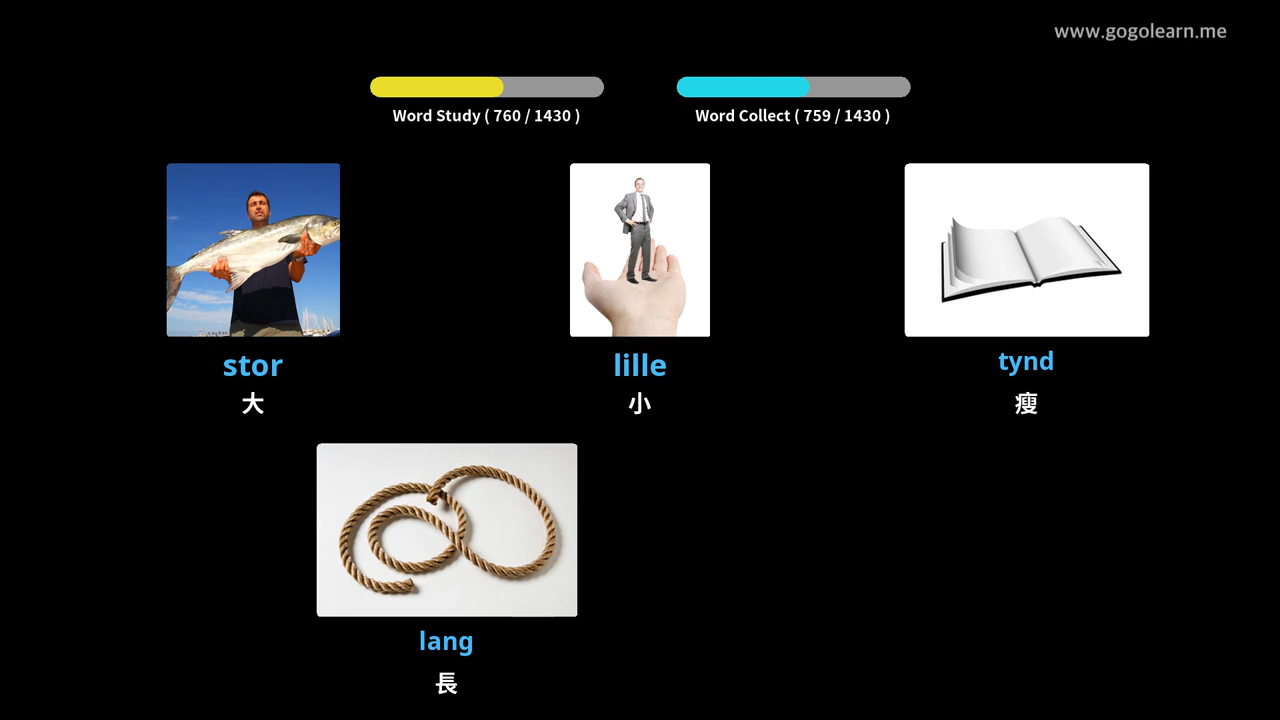 www.gogolearn.me
Word Study ( 760 / 1430 )
Word Collect ( 759 / 1430 )
stor
大
lille
小
tynd
瘦
lang
長